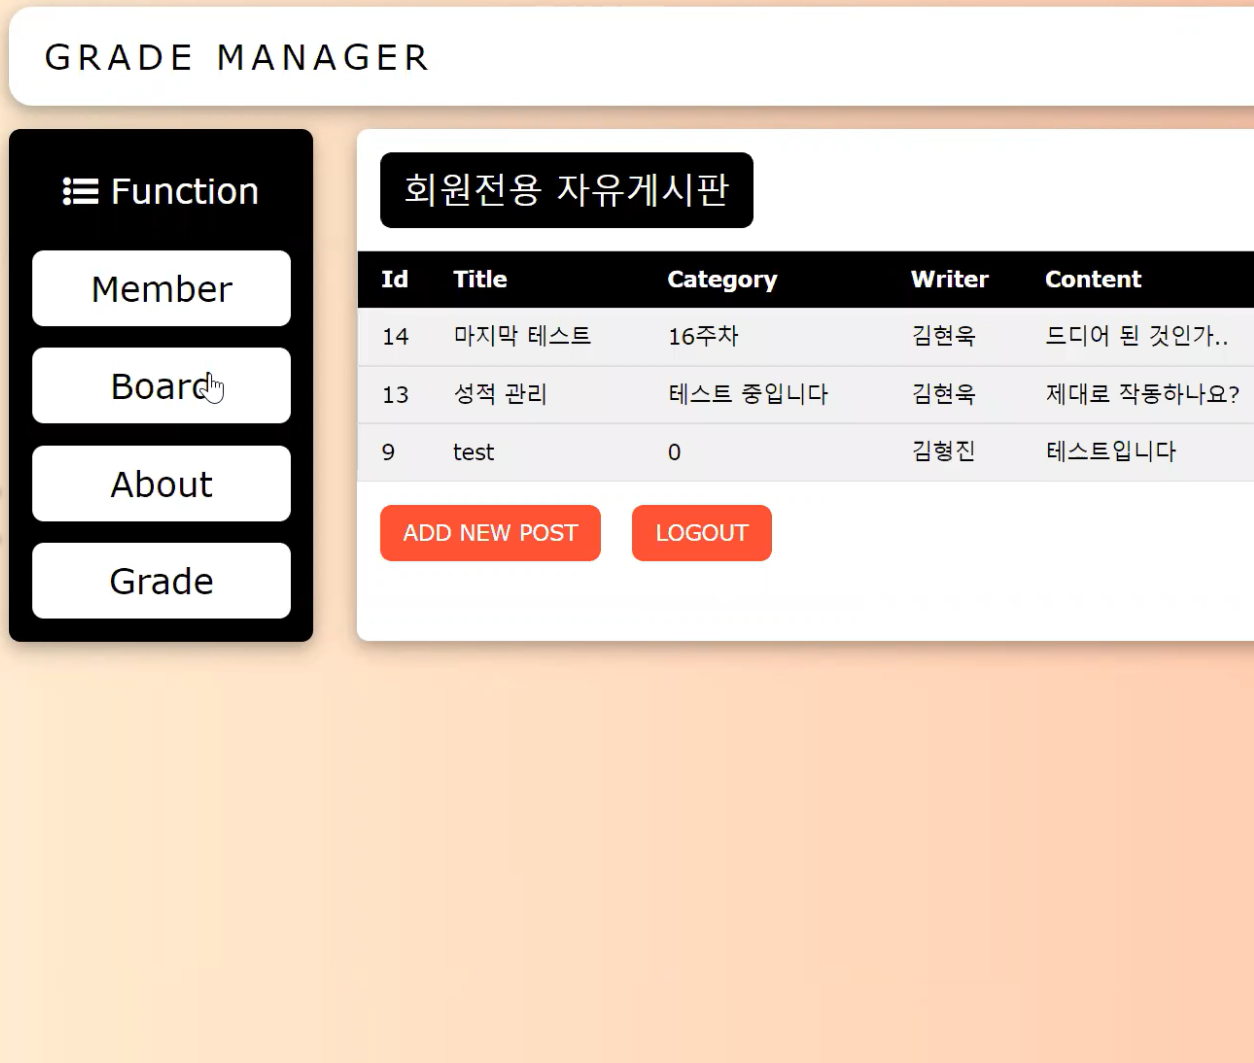 GRADE MANAGER
Function
Member
Board
About
Grade
회원전용 자유게시판
Id Title Category Writer Content
14 마지막 테스트 16주차 김현욱 드디어 된 것인가..
13 성적 관리 테스트 중입니다 김현욱 제대로 작동하나요?
9 test 0 김형진 테스트입니다
ADD NEW POST LOGOUT